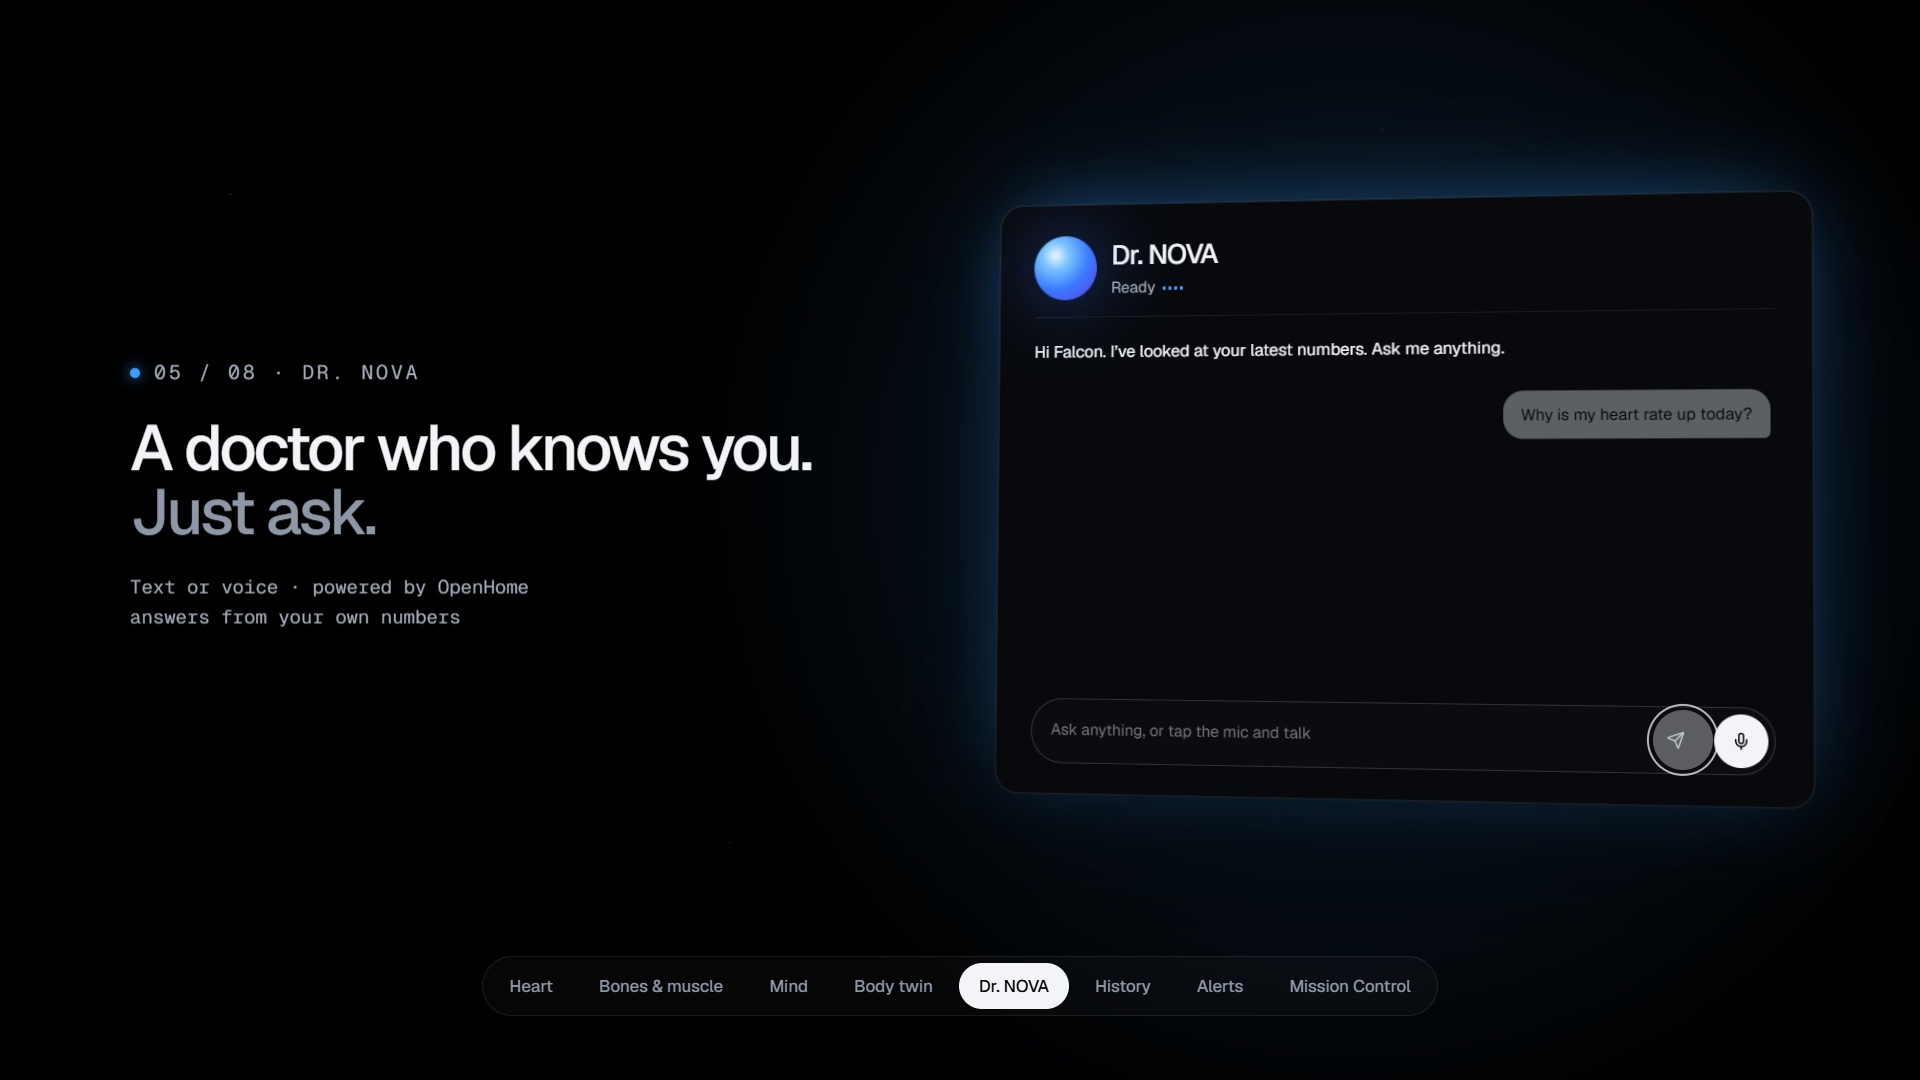 05 / 08 · DR. NOVA
A doctor who knows you.
Just ask.
Text or voice · powered by OpenHome
answers from your own numbers
Dr. NOVA
Ready
Hi Falcon. I’ve looked at your latest numbers. Ask me anything.
Why is my heart rate up today?
Ask anything, or tap the mic and talk
Heart Bones & muscle Mind Body twin Dr. NOVA History Alerts Mission Control